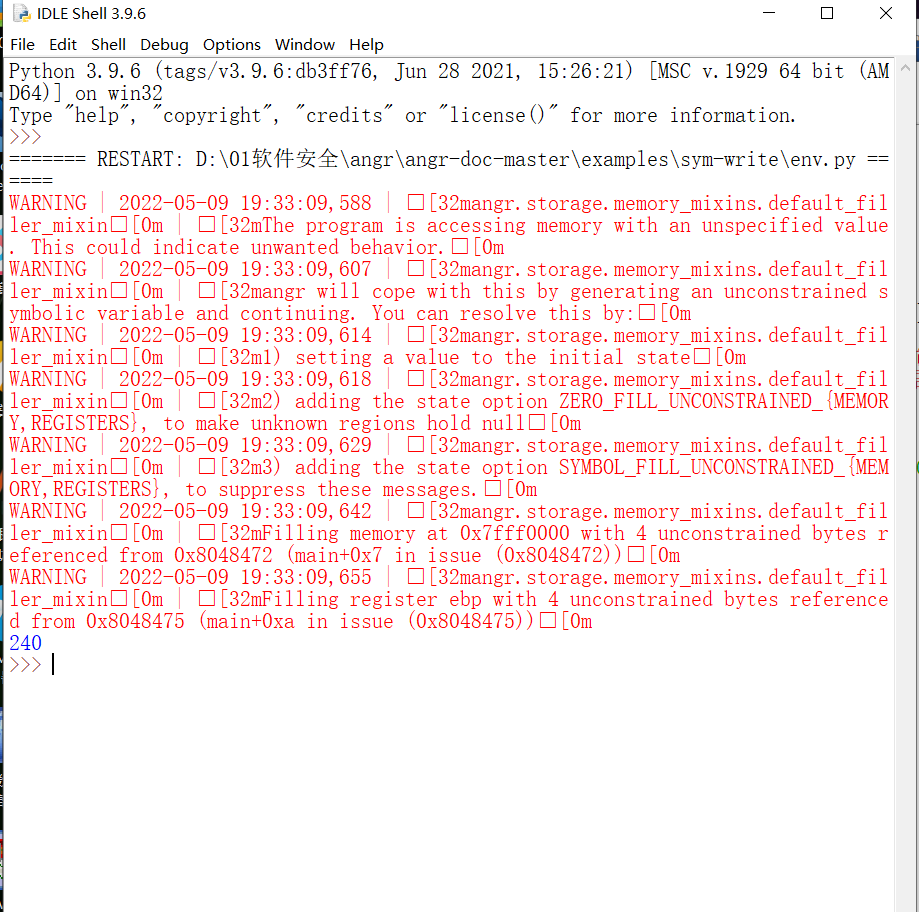 IDLE Shell 3.9.6
File Edit Shell Debug Options Window Help
Python 3.9.6 (tags/v3.9.6:db3ff76, Jun 28 2021, 15:26:21) [MSC v.1929 64 bit (AM
D64)] on win32
Type "help", "copyright", "credits" or "license()" for more information.
>>>
======= RESTART: D:\01软件安全\angr\angr-doc-master\examples\sym-write\env.py ==
====
WARNING | 2022-05-09 19:33:09,588 | □[32mangr.storage.memory_mixins.default_fil
ler_mixin□[0m | □[32mThe program is accessing memory with an unspecified value
. This could indicate unwanted behavior.□[0m
WARNING | 2022-05-09 19:33:09,607 | □[32mangr.storage.memory_mixins.default_fil
ler_mixin□[0m | □[32mangr will cope with this by generating an unconstrained s
ymbolic variable and continuing. You can resolve this by:□[0m
WARNING | 2022-05-09 19:33:09,614 | □[32mangr.storage.memory_mixins.default_fil
ler_mixin□[0m | □[32m1) setting a value to the initial state□[0m
WARNING | 2022-05-09 19:33:09,618 | □[32mangr.storage.memory_mixins.default_fil
ler_mixin□[0m | □[32m2) adding the state option ZERO_FILL_UNCONSTRAINED_{MEMOR
Y,REGISTERS}, to make unknown regions hold null□[0m
WARNING | 2022-05-09 19:33:09,629 | □[32mangr.storage.memory_mixins.default_fil
ler_mixin□[0m | □[32m3) adding the state option SYMBOL_FILL_UNCONSTRAINED_{MEM
ORY,REGISTERS}, to suppress these messages.□[0m
WARNING | 2022-05-09 19:33:09,642 | □[32mangr.storage.memory_mixins.default_fil
ler_mixin□[0m | □[32mFilling memory at 0x7fff0000 with 4 unconstrained bytes r
eferenced from 0x8048472 (main+0x7 in issue (0x8048472))□[0m
WARNING | 2022-05-09 19:33:09,655 | □[32mangr.storage.memory_mixins.default_fil
ler_mixin□[0m | □[32mFilling register ebp with 4 unconstrained bytes reference
d from 0x8048475 (main+0xa in issue (0x8048475))□[0m
240
>>>